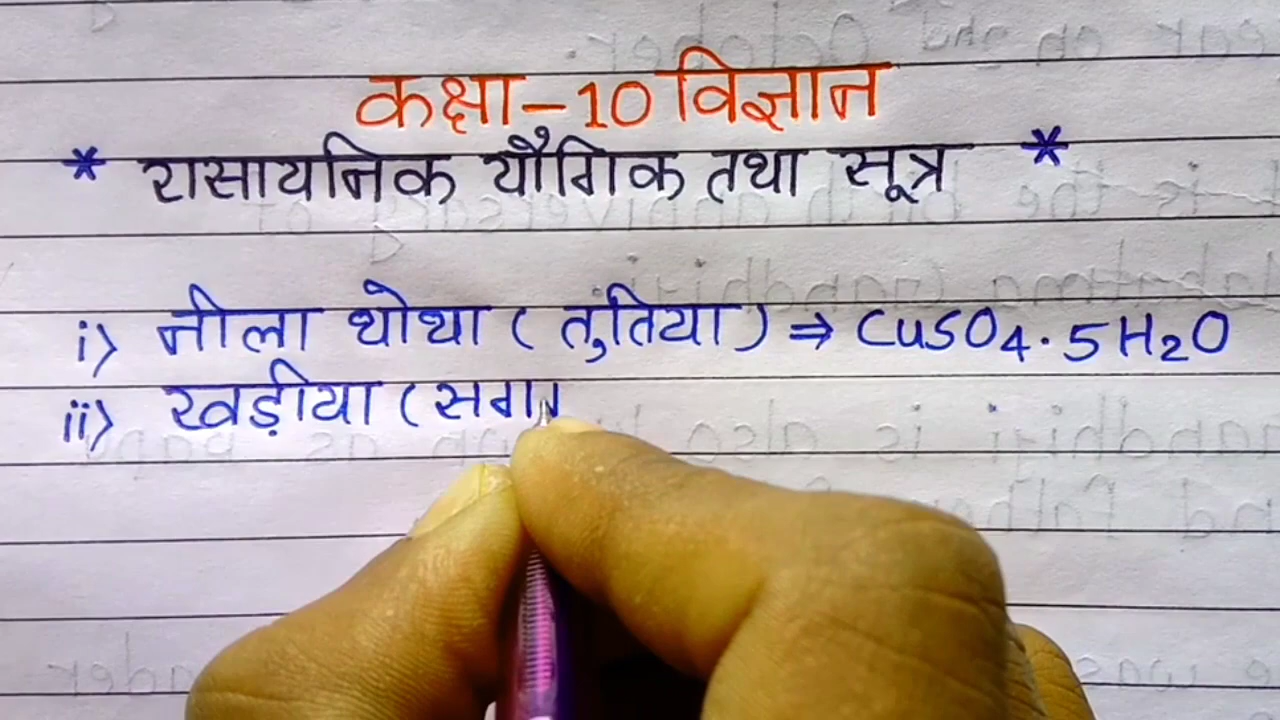 कक्षा-10 विज्ञान
* रासायनिक यौगिक तथा सूत्र *
i) नीला थोथा ( तुतिया ) ⇒ CuSO₄.5H₂O
ii) खड़ीया (संग